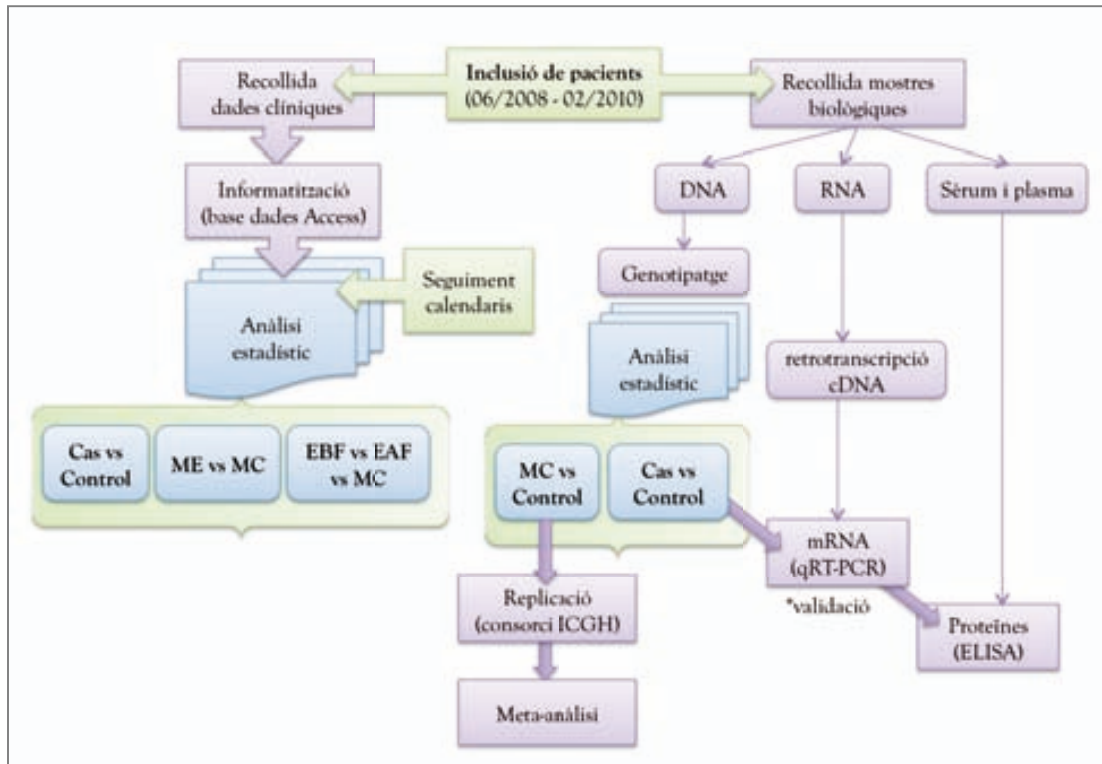 Inclusió de pacients
(06/2008 - 02/2010)
Recollida
dades clíniques
Recollida mostres
biològiques
Informatització
(base dades Access)
DNA
RNA
Sèrum i plasma
Seguiment
calendaris
Genotipatge
Anàlisi
estadístic
Anàlisi
estadístic
retrotranscripció
cDNA
Cas vs
Control
ME vs MC
EBF vs EAF
vs MC
MC vs
Control
Cas vs
Control
mRNA
(qRT-PCR)
*validació
Replicació
(consorci ICGH)
Proteïnes
(ELISA)
Meta-anàlisi